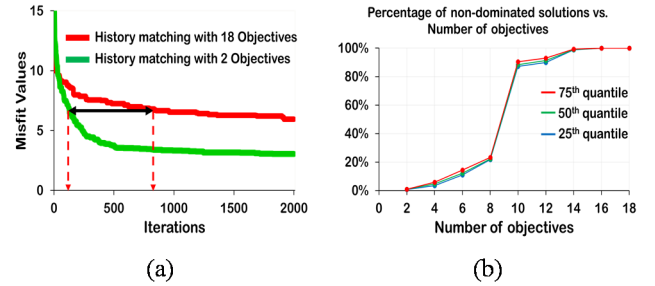 15
10
5
0
Misfit Values
History matching with 18 Objectives
History matching with 2 Objectives
0 500 1000 1500 2000
Iterations
(a)
Percentage of non-dominated solutions vs.
Number of objectives
100%
80%
60%
40%
20%
0%
75th quantile
50th quantile
25th quantile
0 2 4 6 8 10 12 14 16 18
Number of objectives
(b)